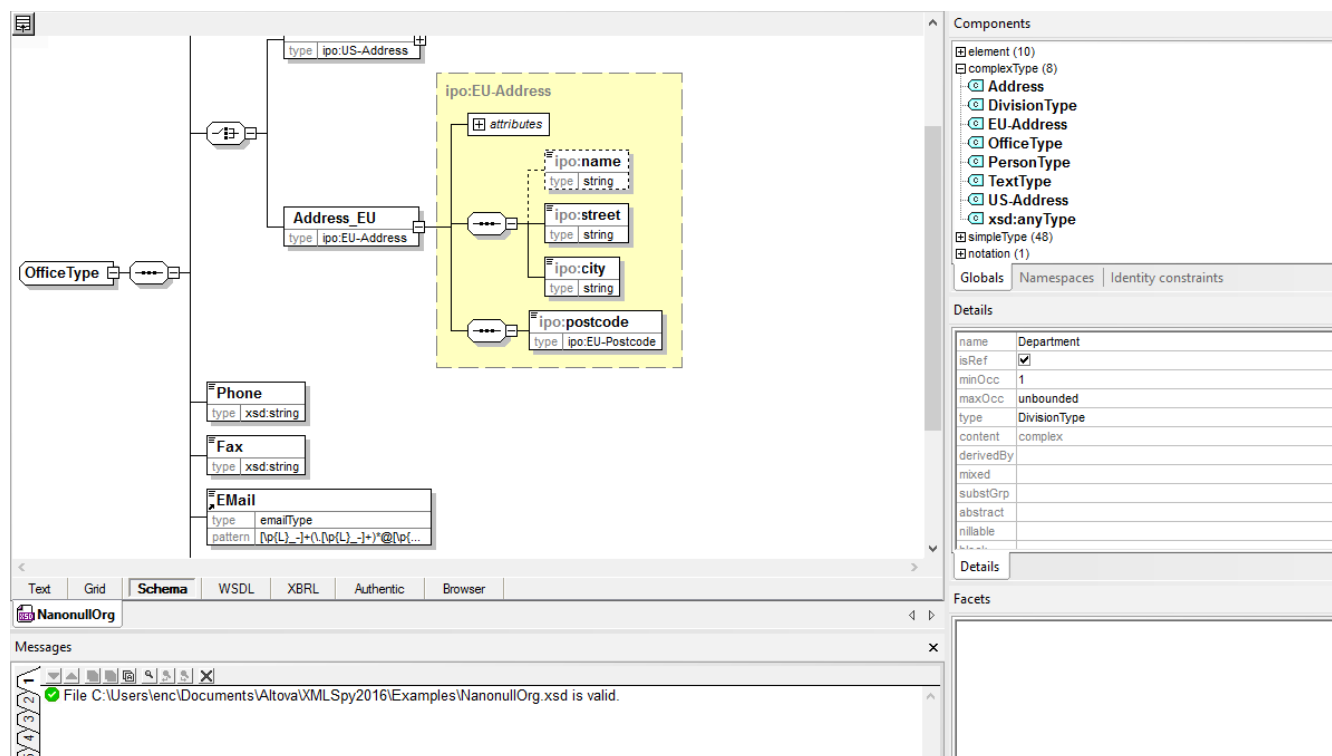 type ipo:US-Address
ipo:EU-Address
attributes
ipo:name
type string
Address_EU
type ipo:EU-Address
ipo:street
type string
ipo:city
type string
OfficeType
ipo:postcode
type ipo:EU-Postcode
Phone
type xsd:string
Fax
type xsd:string
EMail
type emailType
pattern [\p{L}_-]+(\.[\p{L}_-]+)*@[\p{...
Text Grid Schema WSDL XBRL Authentic Browser
NanonullOrg
Messages
1
2
3
4
File C:\Users\enc\Documents\Altova\XMLSpy2016\Examples\NanonullOrg.xsd is valid.
Components
element (10)
complexType (8)
Address
DivisionType
EU-Address
OfficeType
PersonType
TextType
US-Address
xsd:anyType
simpleType (48)
notation (1)
Globals Namespaces Identity constraints
Details
name Department
isRef
minOcc 1
maxOcc unbounded
type DivisionType
content complex
derivedBy
mixed
substGrp
abstract
nillable
Details
Facets